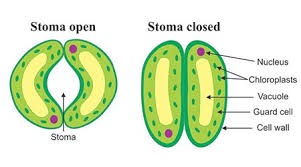 Stoma open
Stoma closed
Nucleus
Chloroplasts
Vacuole
Guard cell
Cell wall
Stoma